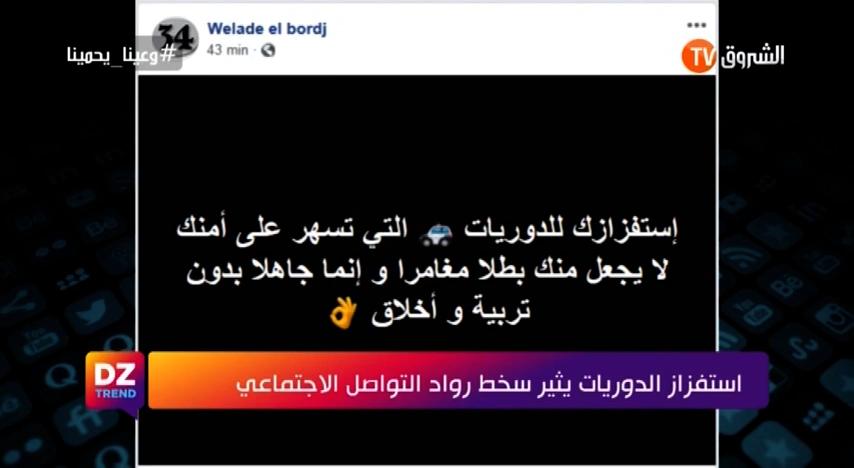 34
Welade el bordj
43 min
#وعينا_يحمينا
الشروق TV
إستفزازك للدوريات 🚓 التي تسهر على أمنك
لا يجعل منك بطلا مغامرا و إنما جاهلا بدون
تربية و أخلاق 👌
DZ
TREND
استفزاز الدوريات يثير سخط رواد التواصل الاجتماعي